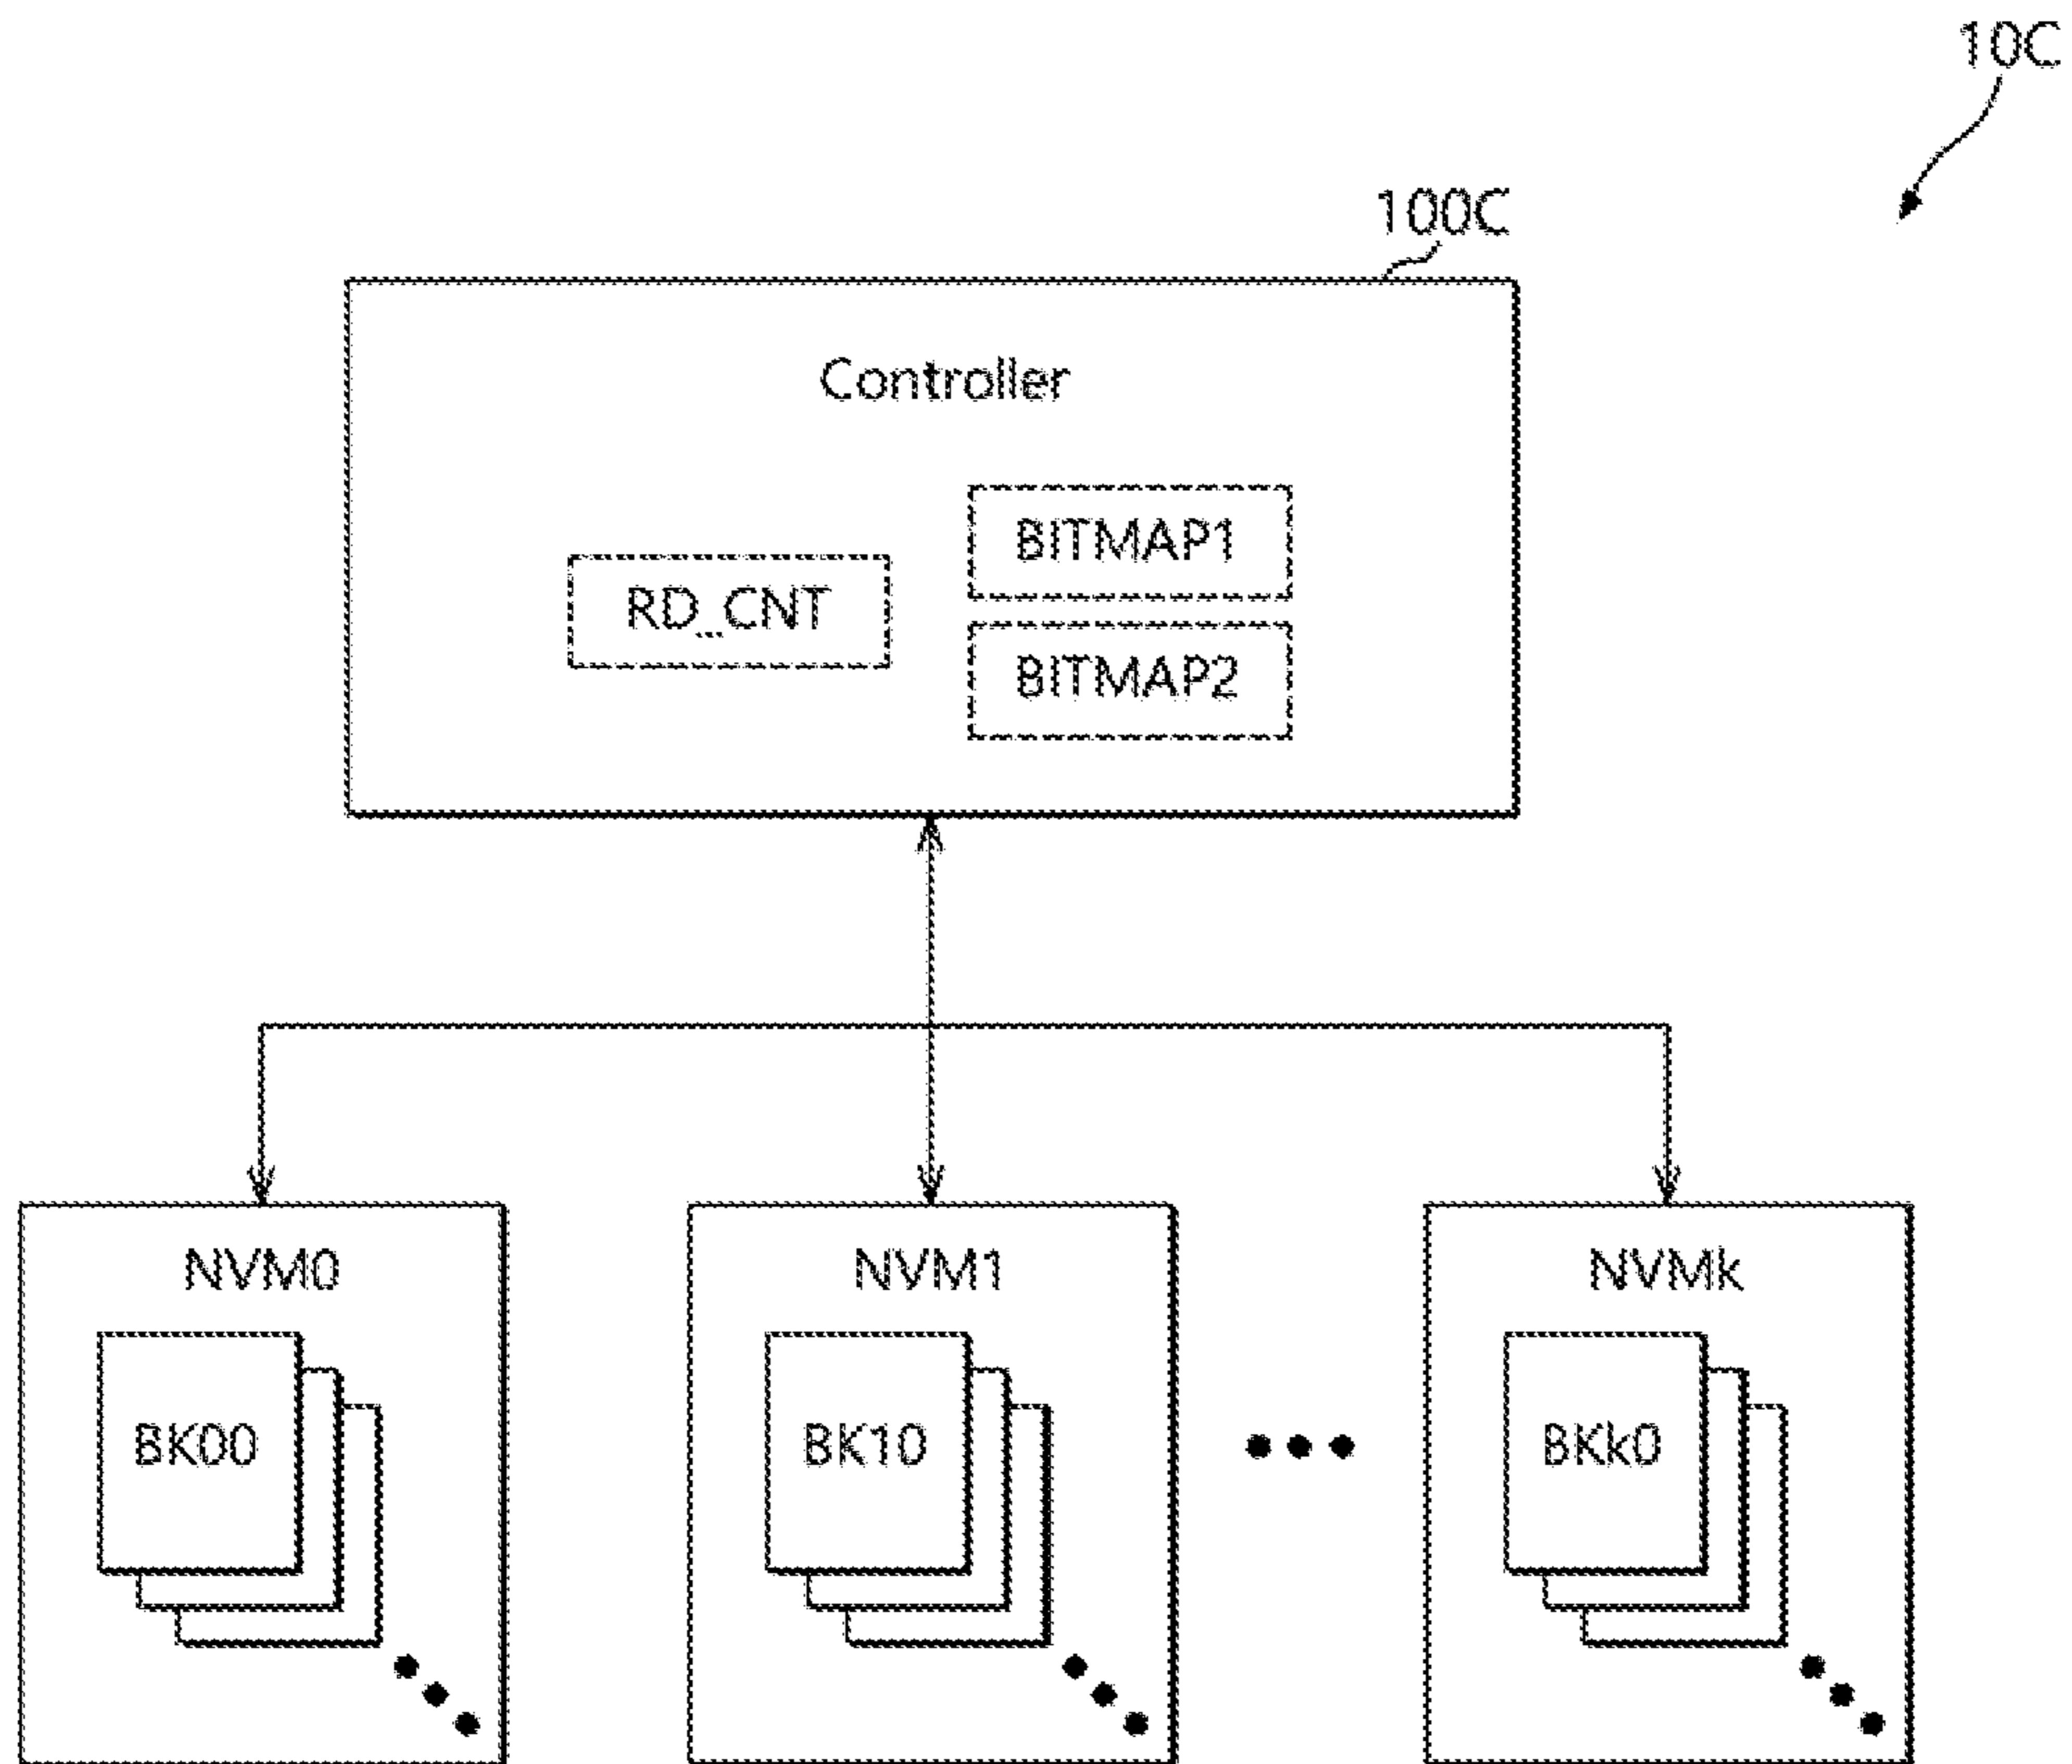 10C
100C
Controller
BITMAP1
RD_CNT
BITMAP2
NVM0
NVM1
NVMk
BK00
BK10
BKk0